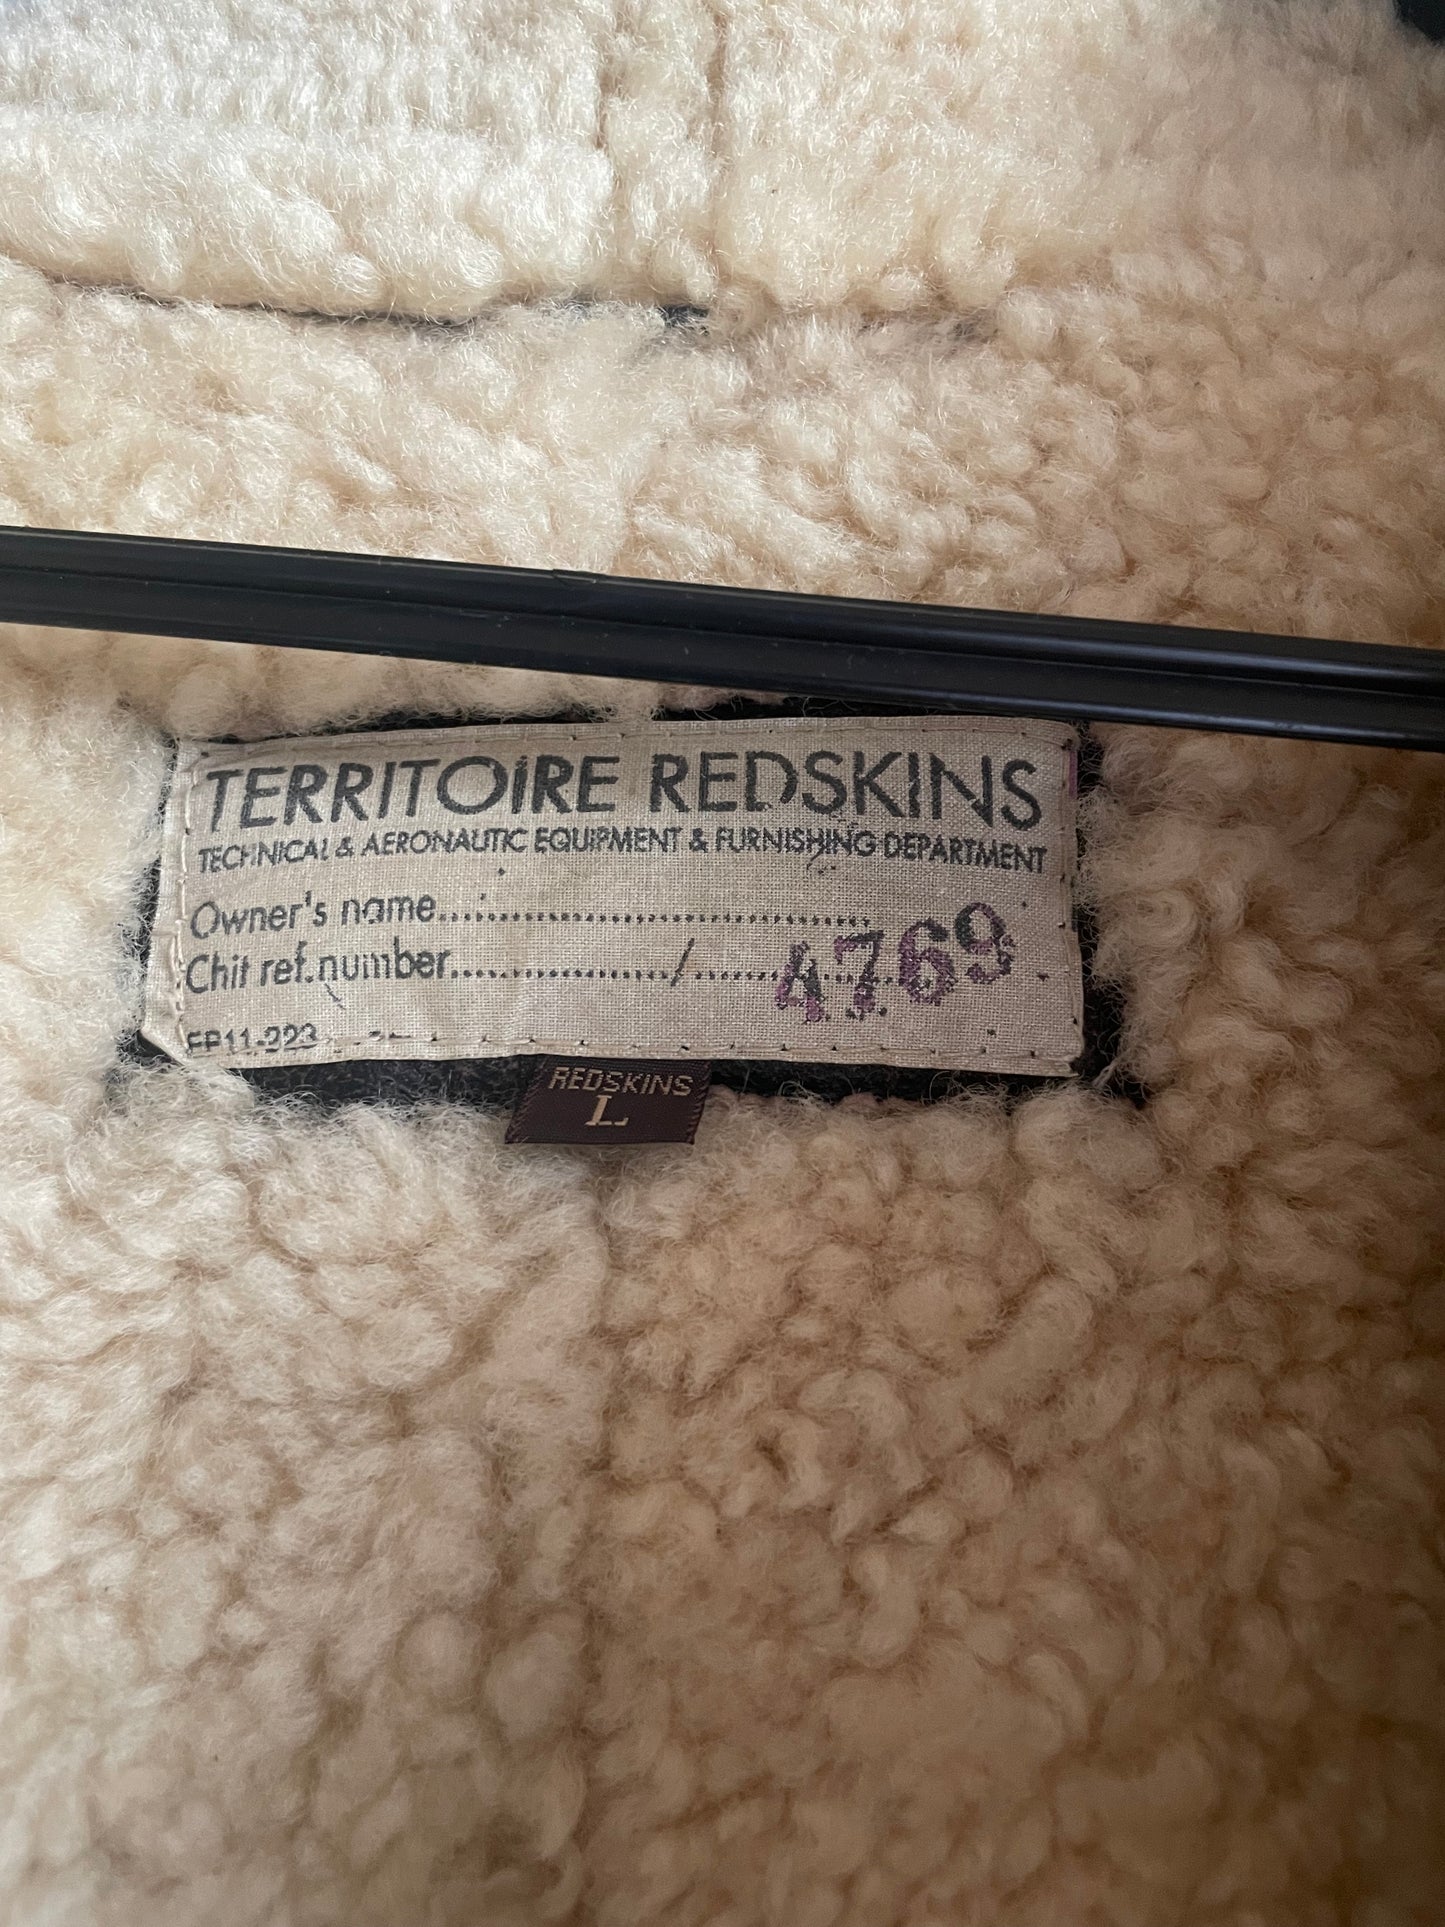 TERRITOIRE REDSKINS
TECHNICAL & AERONAUTIC EQUIPMENT & FURNISHING DEPARTMENT
Owner's name..............................................
Chit ref.number..................../.................... 4769
REDSKINS
L